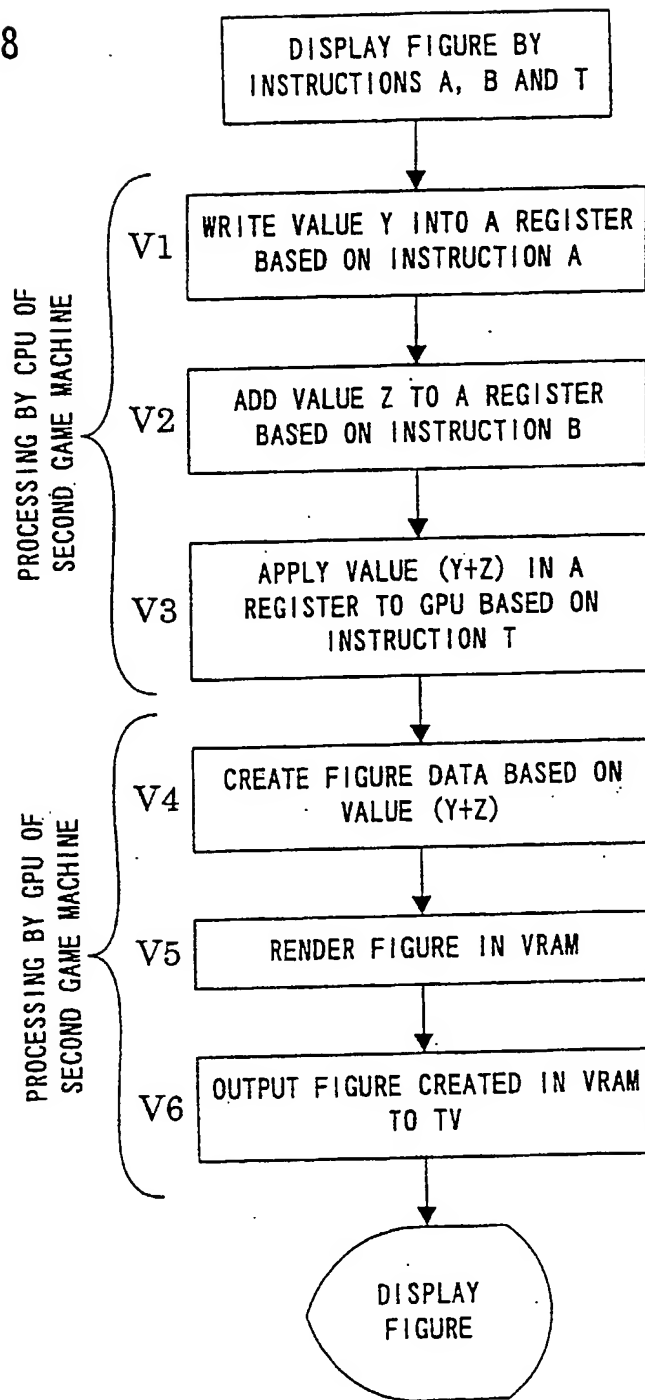 8
DISPLAY FIGURE BY
INSTRUCTIONS A, B AND T
PROCESSING BY CPU OF
SECOND GAME MACHINE
V1
WRITE VALUE Y INTO A REGISTER
BASED ON INSTRUCTION A
V2
ADD VALUE Z TO A REGISTER
BASED ON INSTRUCTION B
V3
APPLY VALUE (Y+Z) IN A
REGISTER TO GPU BASED ON
INSTRUCTION T
PROCESSING BY GPU OF
SECOND GAME MACHINE
V4
CREATE FIGURE DATA BASED ON
VALUE (Y+Z)
V5
RENDER FIGURE IN VRAM
V6
OUTPUT FIGURE CREATED IN VRAM
TO TV
DISPLAY
FIGURE